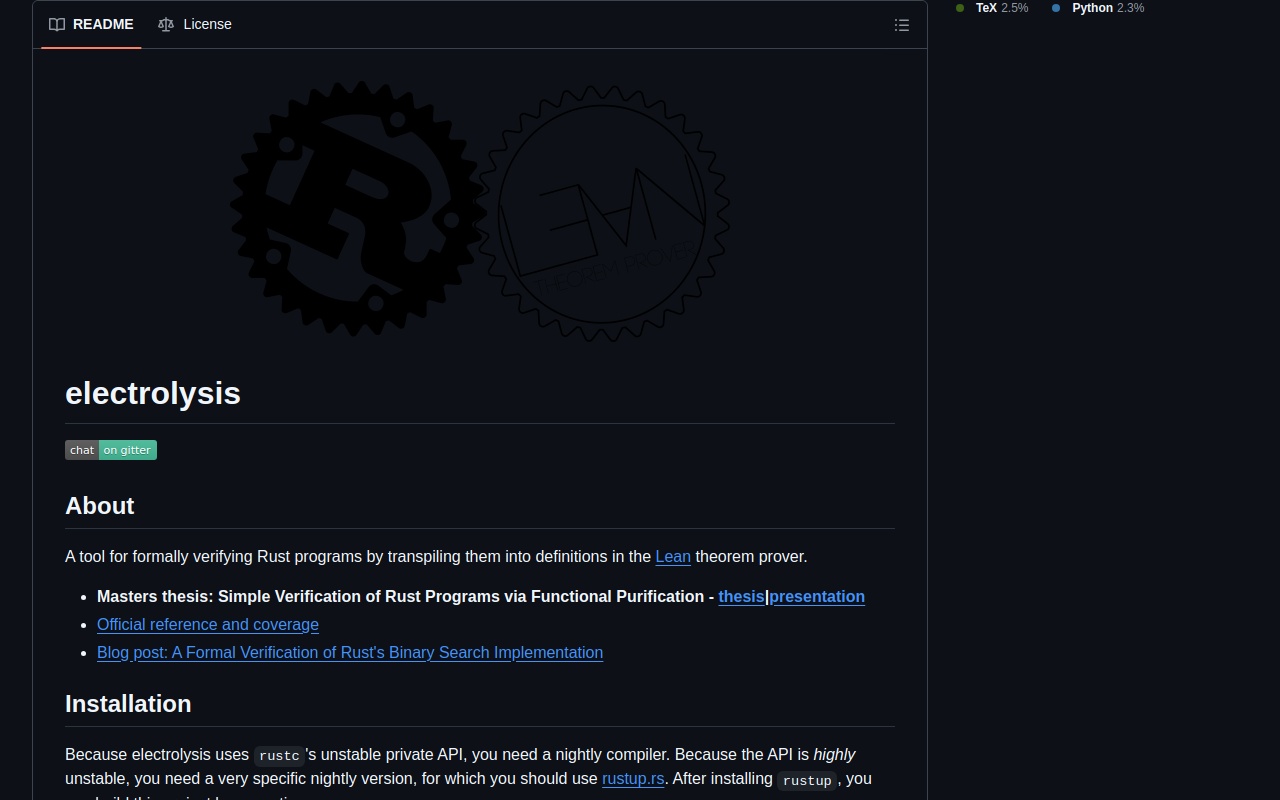 README
License
TeX 2.5%
Python 2.3%
THEOREM PROVER
electrolysis
chat on gitter
About
A tool for formally verifying Rust programs by transpiling them into definitions in the Lean theorem prover.
Masters thesis: Simple Verification of Rust Programs via Functional Purification - thesis|presentation
Official reference and coverage
Blog post: A Formal Verification of Rust's Binary Search Implementation
Installation
Because electrolysis uses rustc's unstable private API, you need a nightly compiler. Because the API is highly
unstable, you need a very specific nightly version, for which you should use rustup.rs. After installing rustup, you